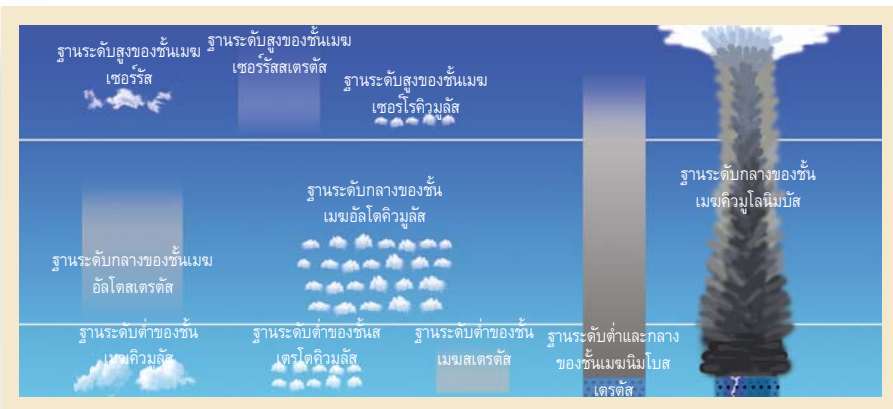 ฐานระดับสูงของชั้นเมฆ
เซอร์รัส
ฐานระดับสูงของชั้นเมฆ
เซอร์รัสสเตรตัส
ฐานระดับสูงของชั้นเมฆ
เซอร์โรคิวมูลัส
ฐานระดับกลางของชั้น
เมฆคิวมูโลนิมบัส
ฐานระดับกลางของชั้น
เมฆอัลโตคิวมูลัส
ฐานระดับกลางของชั้นเมฆ
อัลโตสเตรตัส
ฐานระดับต่ำของชั้น
เมฆคิวมูลัส
ฐานระดับต่ำของชั้นส
เตรโตคิวมูลัส
ฐานระดับต่ำของชั้น
เมฆสเตรตัส
ฐานระดับต่ำและกลาง
ของชั้นเมฆนิมโบส
เตรตัส